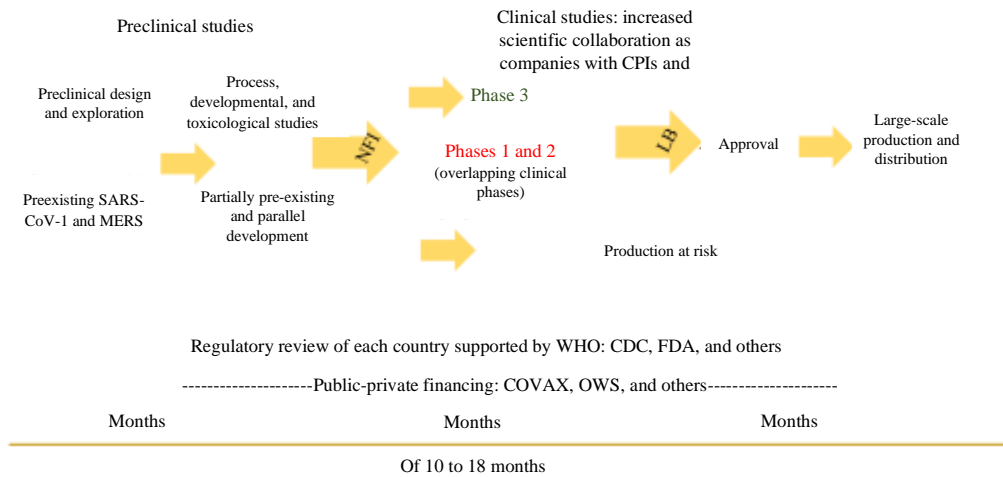 Preclinical studies
Clinical studies: increased
scientific collaboration as
companies with CPIs and
Preclinical design
and exploration
Process,
developmental, and
toxicological studies
NFI
Phase 3
Phases 1 and 2
(overlapping clinical
phases)
LB
Approval
Large-scale
production and
distribution
Preexisting SARS-
CoV-1 and MERS
Partially pre-existing
and parallel
development
Production at risk
Regulatory review of each country supported by WHO: CDC, FDA, and others
---------------------Public-private financing: COVAX, OWS, and others---------------------
Months
Months
Months
Of 10 to 18 months